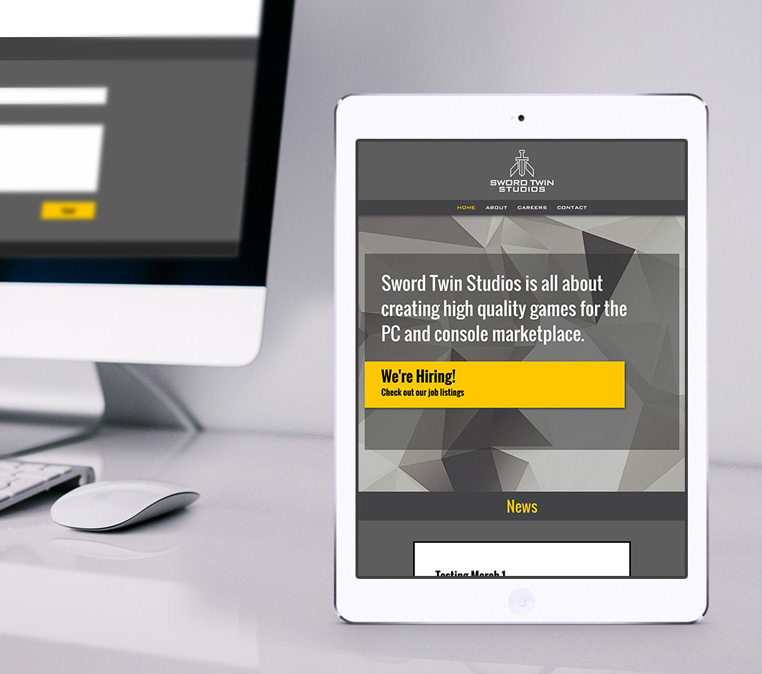 SWORD TWIN
STUDIOS
HOME ABOUT CAREERS CONTACT
Sword Twin Studios is all about
creating high quality games for the
PC and console marketplace.
We're Hiring!
Check out our job listings
News
Testing March 1